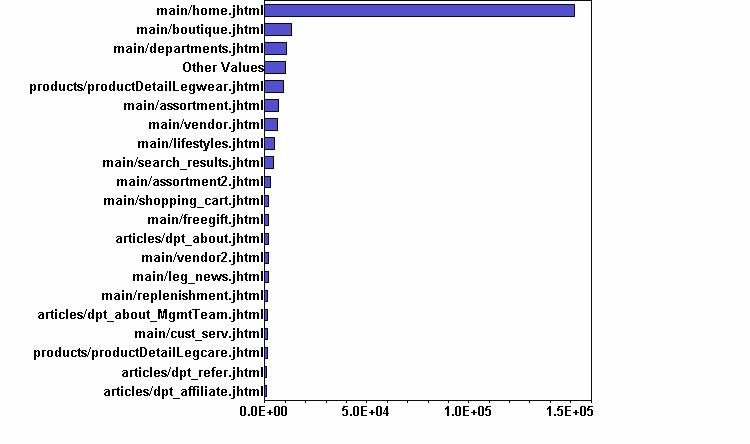 main/home.jhtml
main/boutique.jhtml
main/departments.jhtml
Other Values
products/productDetailLegwear.jhtml
main/assortment.jhtml
main/vendor.jhtml
main/lifestyles.jhtml
main/search_results.jhtml
main/assortment2.jhtml
main/shopping_cart.jhtml
main/freegift.jhtml
articles/dpt_about.jhtml
main/vendor2.jhtml
main/leg_news.jhtml
main/replenishment.jhtml
articles/dpt_about_MgmtTeam.jhtml
main/cust_serv.jhtml
products/productDetailLegcare.jhtml
articles/dpt_refer.jhtml
articles/dpt_affiliate.jhtml
0.0E+00 5.0E+04 1.0E+05 1.5E+05